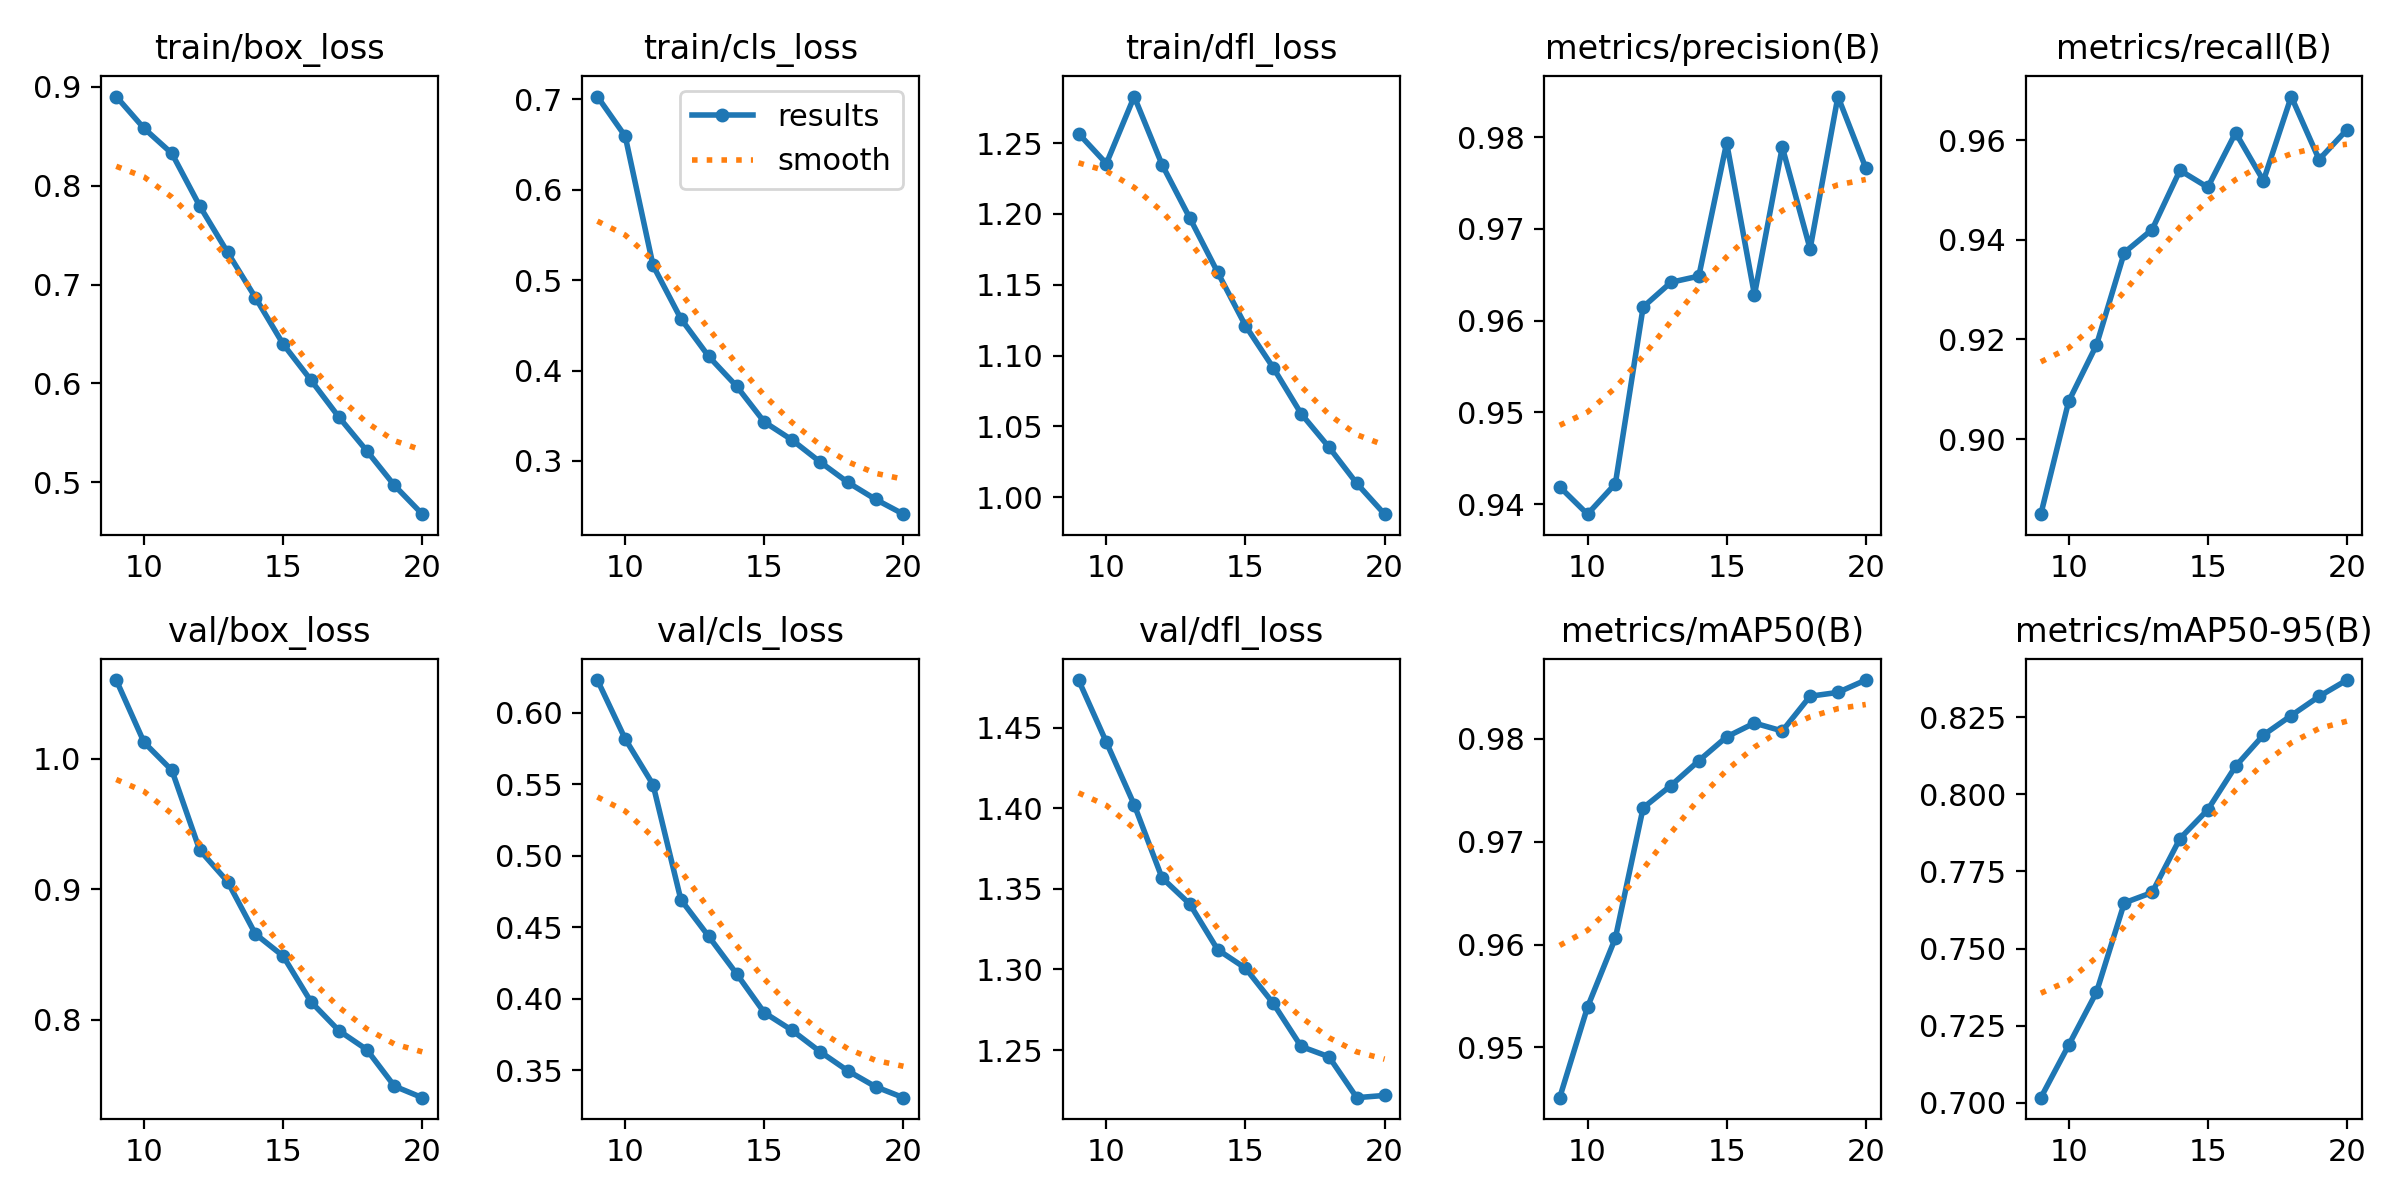 train/box_loss
0.9
0.8
0.7
0.6
0.5
10 15 20
train/cls_loss
results
smooth
0.7
0.6
0.5
0.4
0.3
10 15 20
train/dfl_loss
1.25
1.20
1.15
1.10
1.05
1.00
10 15 20
metrics/precision(B)
0.98
0.97
0.96
0.95
0.94
10 15 20
metrics/recall(B)
0.96
0.94
0.92
0.90
10 15 20
val/box_loss
1.0
0.9
0.8
10 15 20
val/cls_loss
0.60
0.55
0.50
0.45
0.40
0.35
10 15 20
val/dfl_loss
1.45
1.40
1.35
1.30
1.25
10 15 20
metrics/mAP50(B)
0.98
0.97
0.96
0.95
10 15 20
metrics/mAP50-95(B)
0.825
0.800
0.775
0.750
0.725
0.700
10 15 20